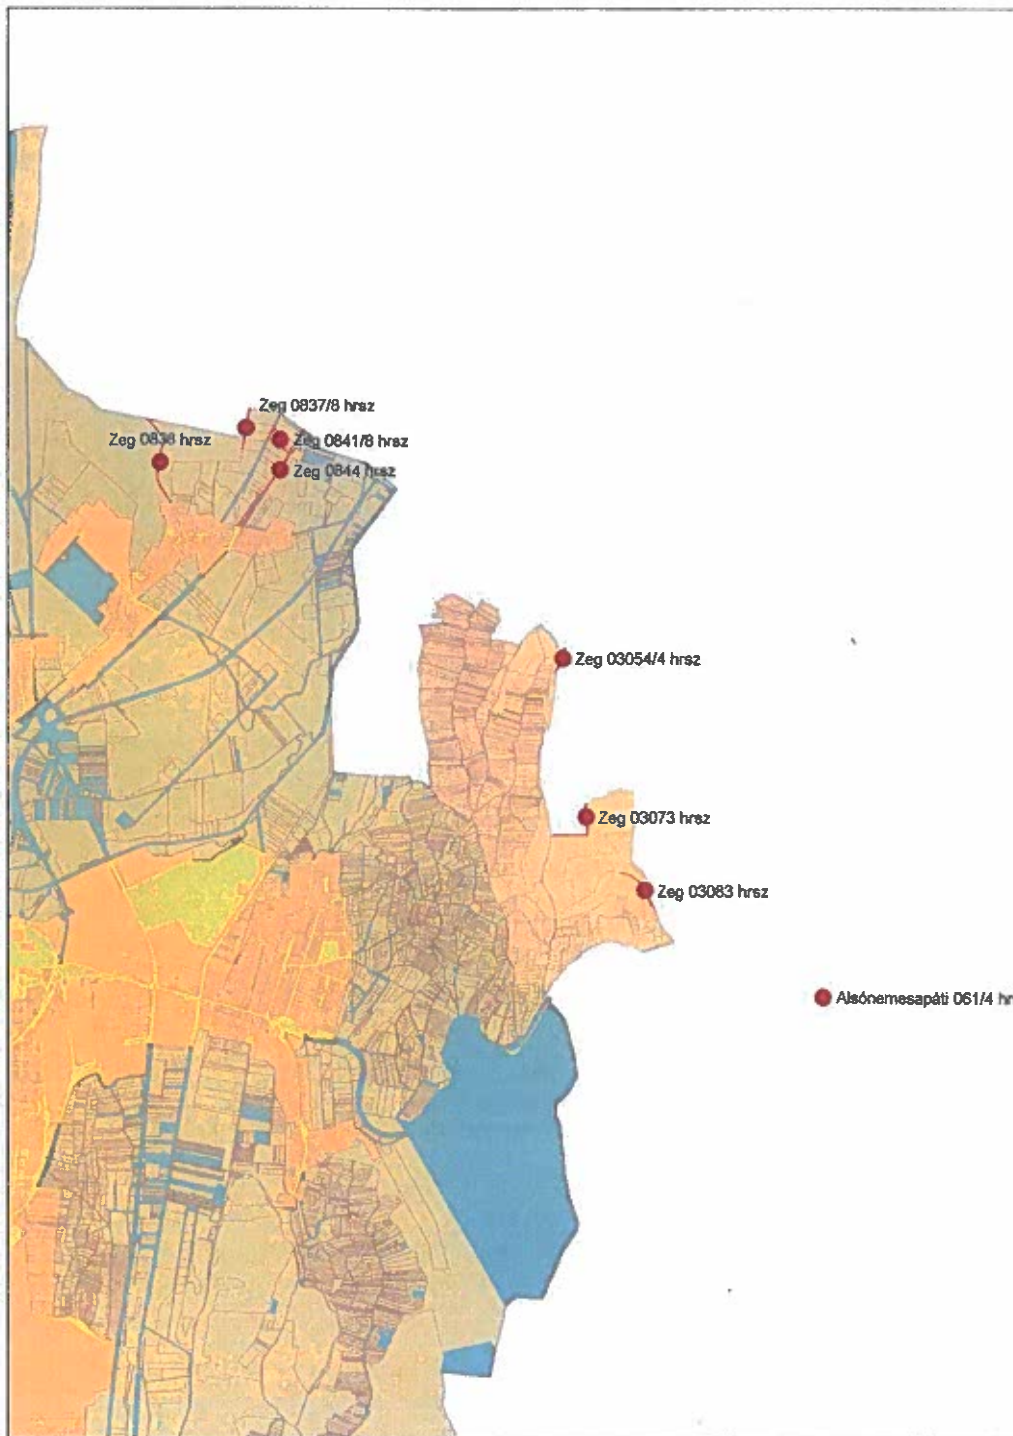 Zeg 0837/8 hrsz
Zeg 0838 hrsz
Zeg 0841/8 hrsz
Zeg 0844 hrsz
Zeg 03054/4 hrsz
Zeg 03073 hrsz
Zeg 03083 hrsz
Alsónemesapáti 061/4 hr